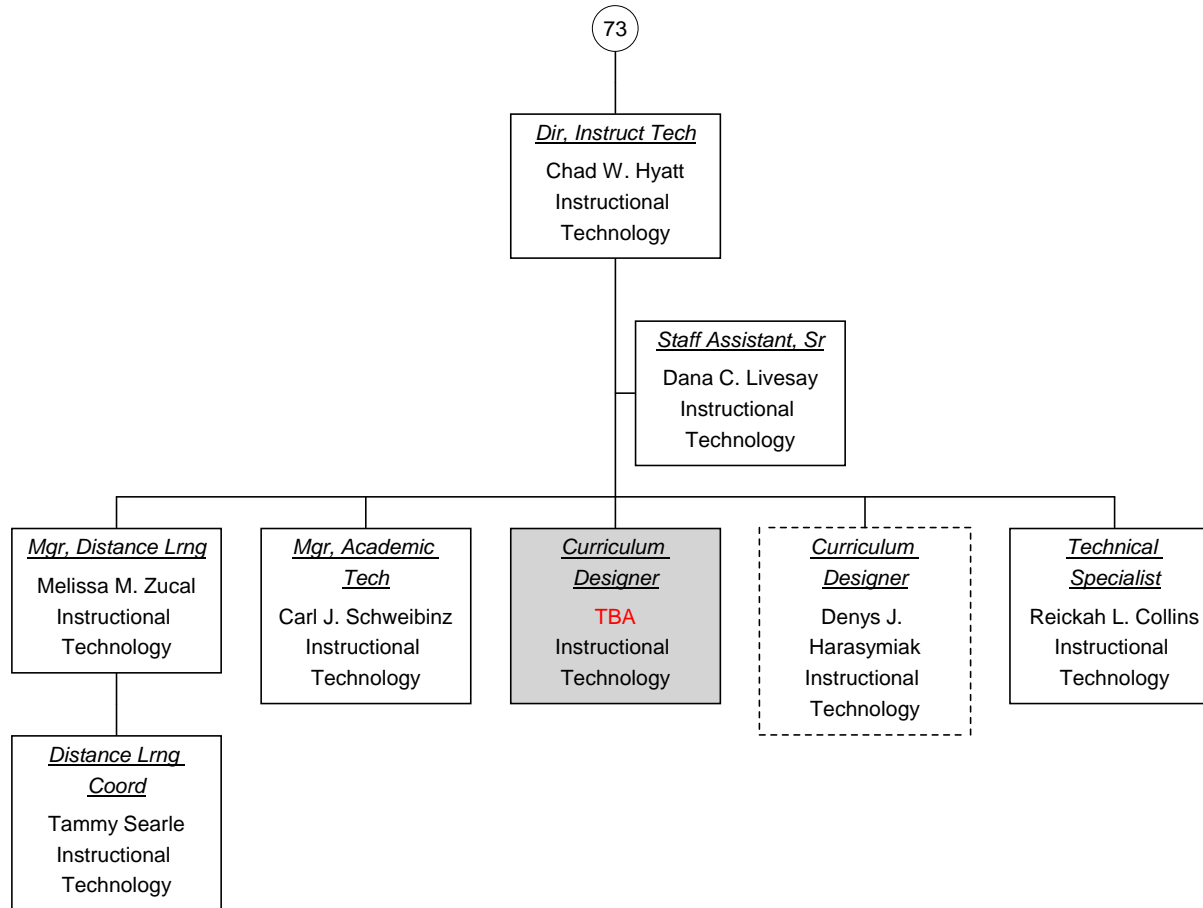 73
Dir, Instruct Tech
Chad W. Hyatt
Instructional
Technology
Staff Assistant, Sr
Dana C. Livesay
Instructional
Technology
Mgr, Distance Lrng
Melissa M. Zucal
Instructional
Technology
Mgr, Academic
Tech
Carl J. Schweibinz
Instructional
Technology
Curriculum
Designer
TBA
Instructional
Technology
Curriculum
Designer
Denys J.
Harasymiak
Instructional
Technology
Technical
Specialist
Reickah L. Collins
Instructional
Technology
Distance Lrng
Coord
Tammy Searle
Instructional
Technology